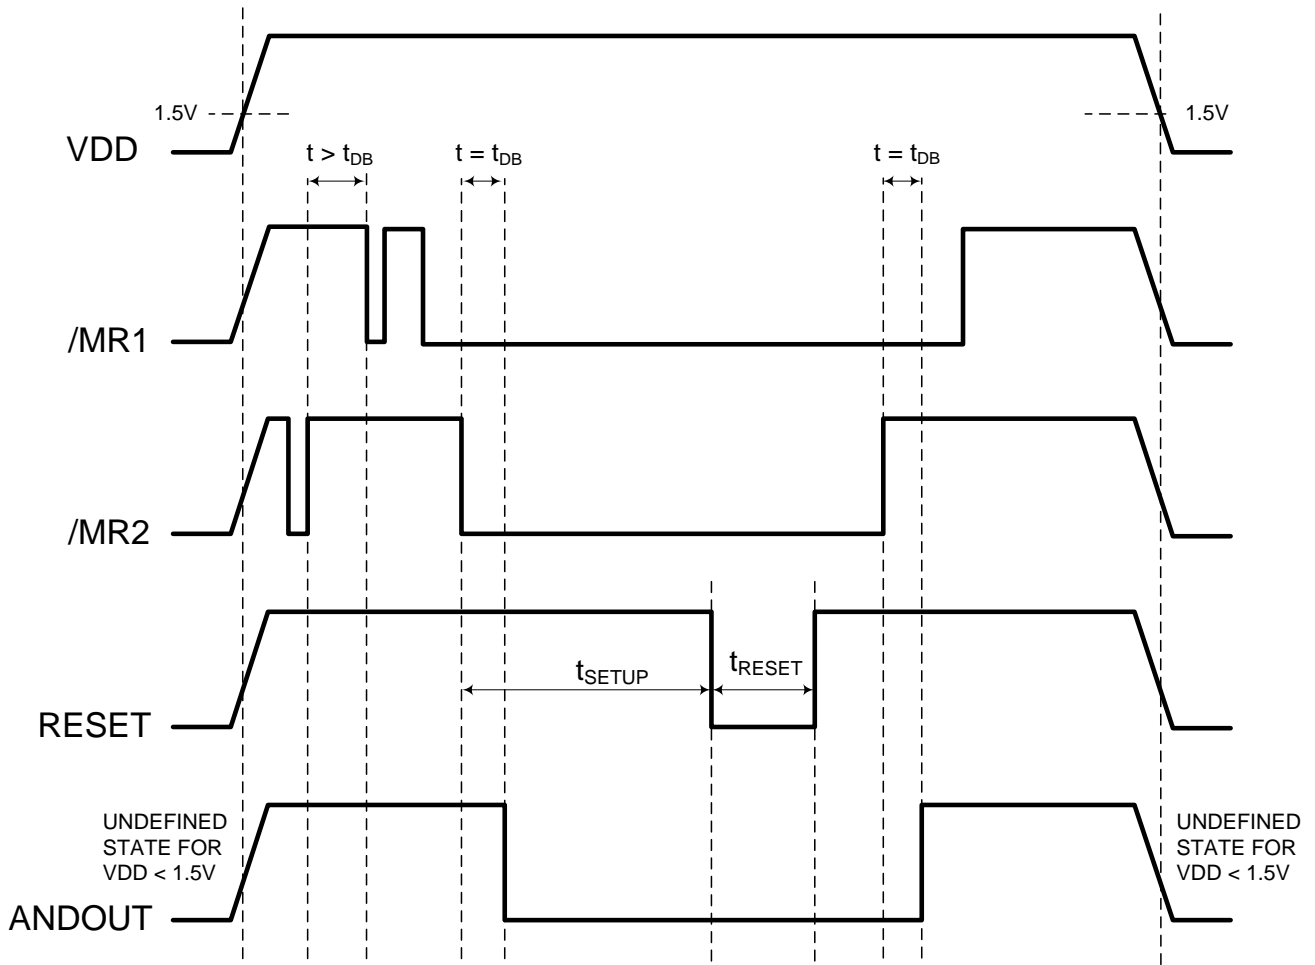 1.5V
1.5V
VDD
t > tDB
t = tDB
t = tDB
/MR1
/MR2
tSETUP
tRESET
RESET
UNDEFINED
STATE FOR
VDD < 1.5V
UNDEFINED
STATE FOR
VDD < 1.5V
ANDOUT